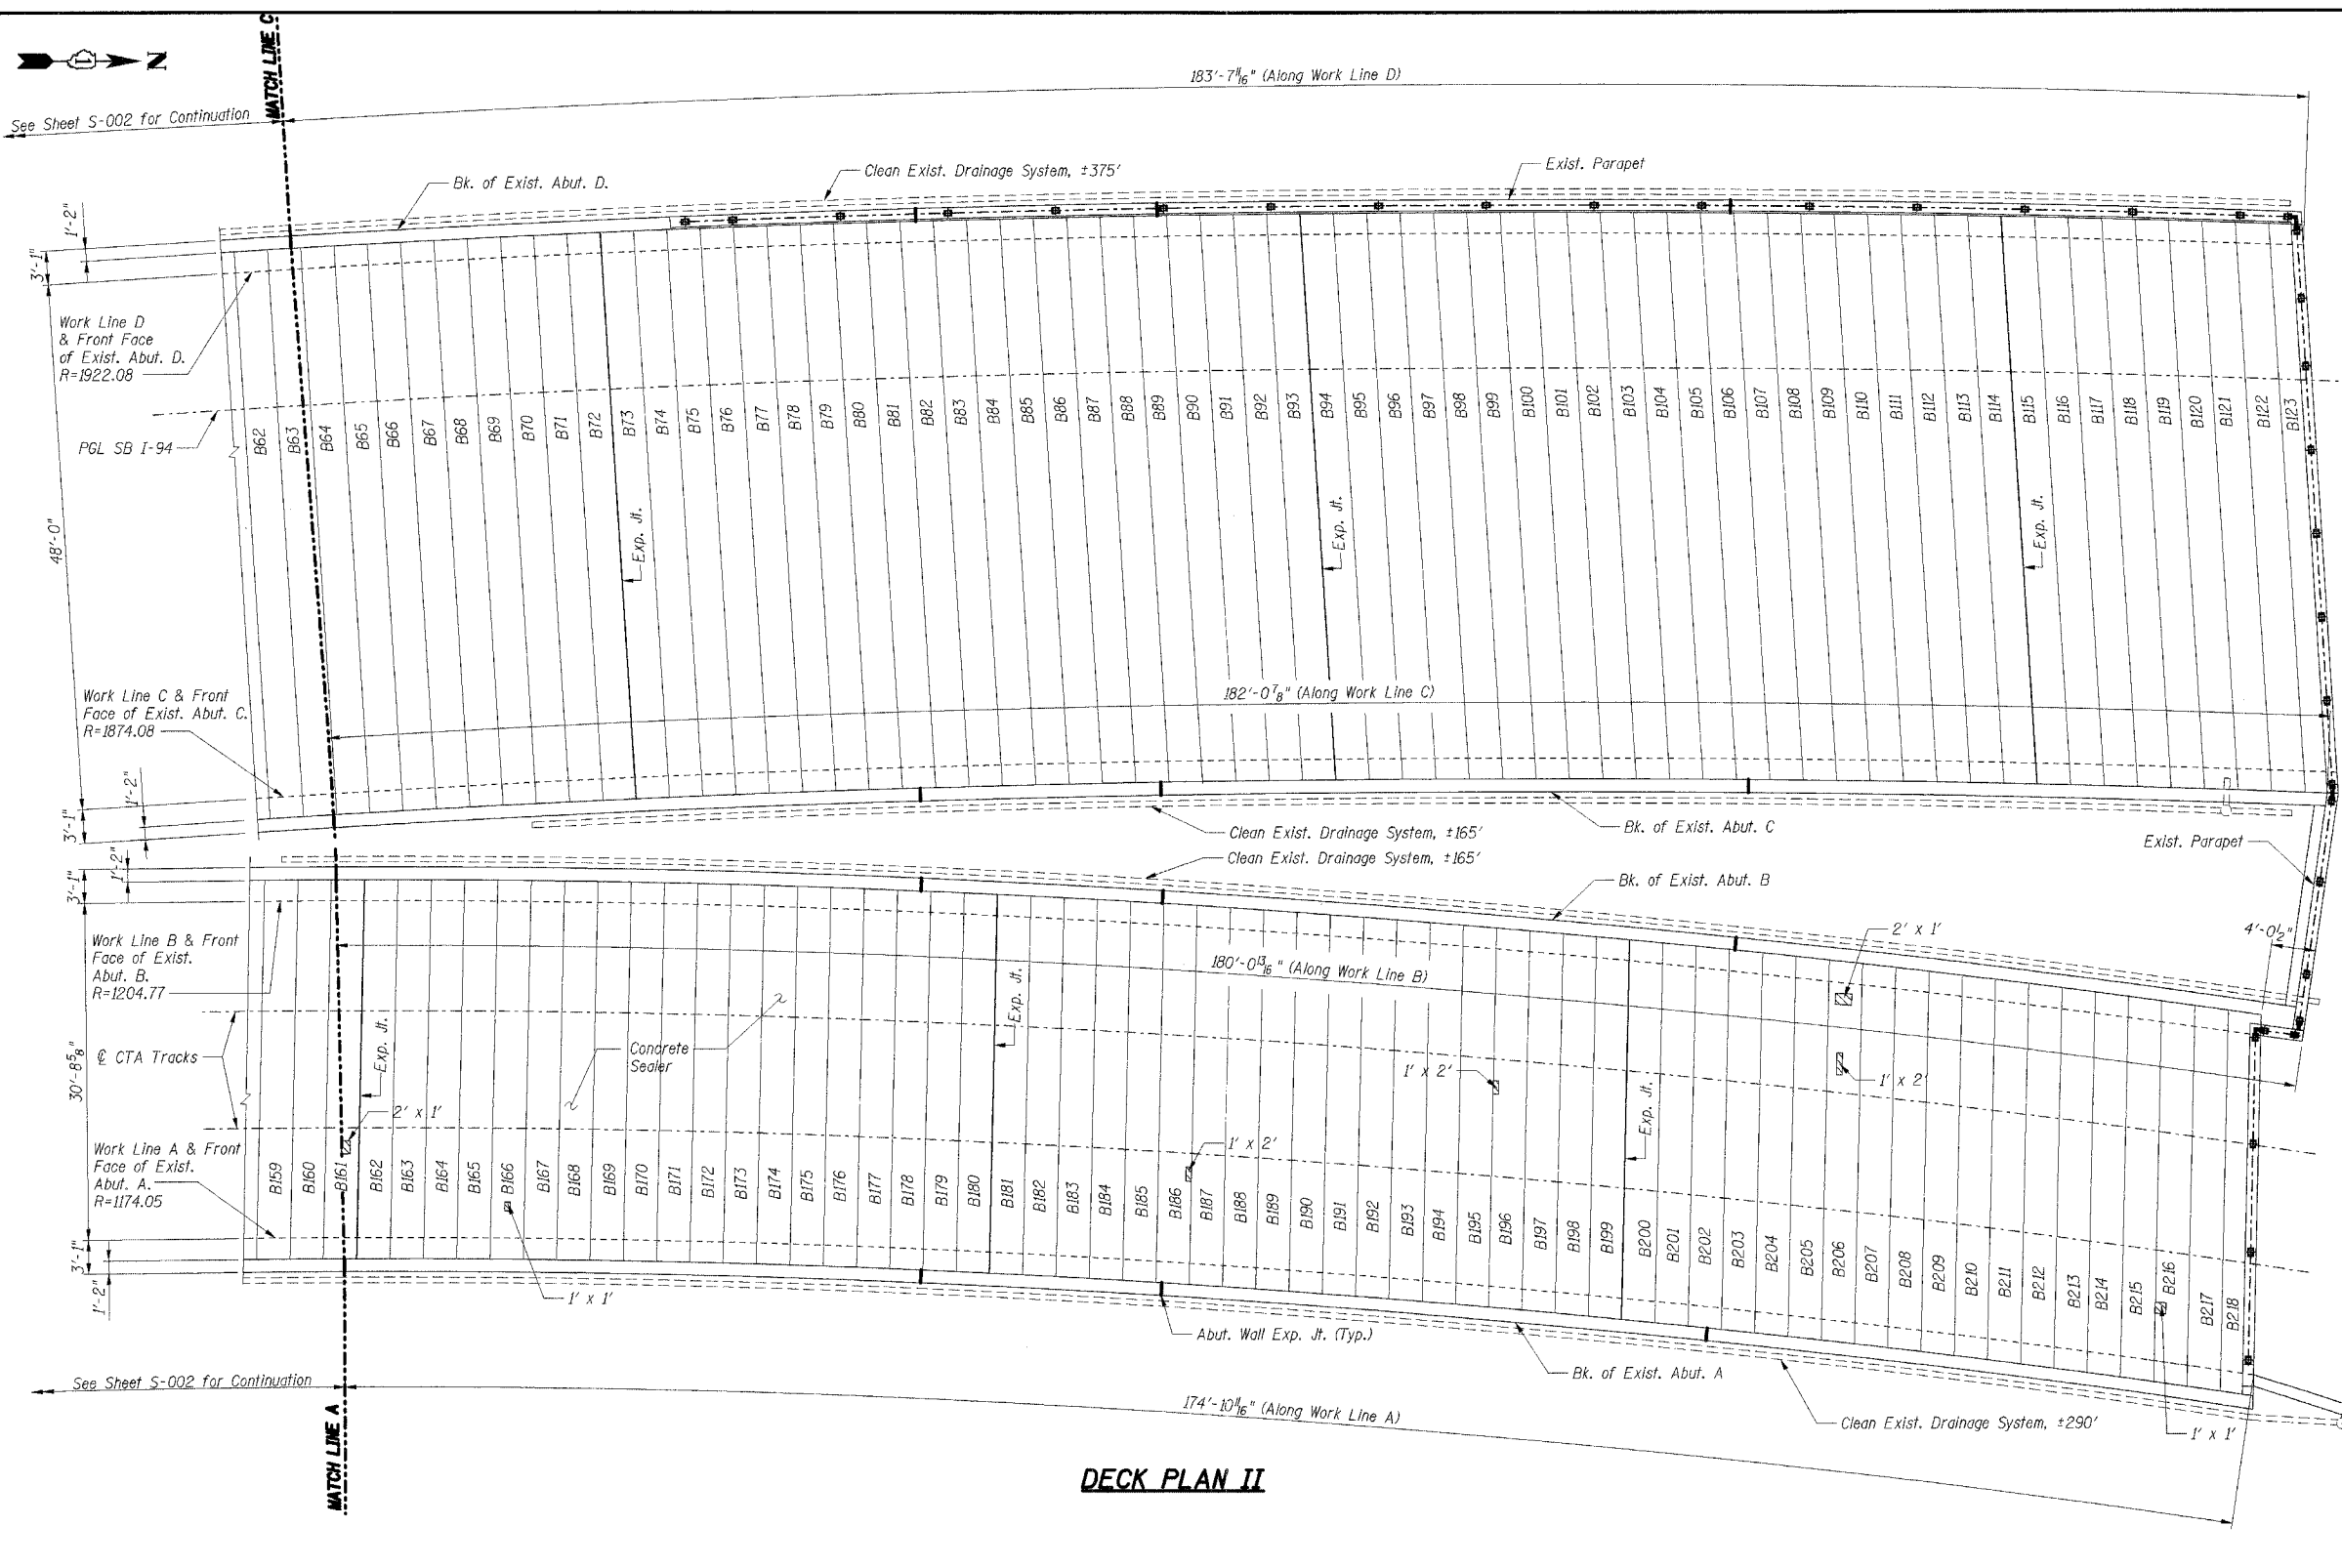 N
MATCH LINE C
See Sheet S-002 for Continuation
183'-7 11/16" (Along Work Line D)
1'-2"
3'-1"
Bk. of Exist. Abut. D.
Clean Exist. Drainage System, ±375'
Exist. Parapet
Work Line D
& Front Face
of Exist. Abut. D.
R=1922.08
PGL SB I-94
48'-0"
B62 B63 B64 B65 B66 B67 B68 B69 B70 B71 B72 B73 B74 B75 B76 B77 B78 B79 B80 B81 B82 B83 B84 B85 B86 B87 B88 B89 B90 B91 B92 B93 B94 B95 B96 B97 B98 B99 B100 B101 B102 B103 B104 B105 B106 B107 B108 B109 B110 B111 B112 B113 B114 B115 B116 B117 B118 B119 B120 B121 B122 B123
Exp. Jt.
Exp. Jt.
Exp. Jt.
Work Line C & Front
Face of Exist. Abut. C.
R=1874.08
182'-0 7/8" (Along Work Line C)
1'-2"
3'-1"
Clean Exist. Drainage System, ±165'
Bk. of Exist. Abut. C
Clean Exist. Drainage System, ±165'
Exist. Parapet
1'-2"
3'-1"
Bk. of Exist. Abut. B
2' x 1'
4'-0 1/2"
Work Line B & Front
Face of Exist.
Abut. B.
R=1204.77
180'-0 13/16" (Along Work Line B)
Exp. Jt.
Exp. Jt.
Exp. Jt.
℄ CTA Tracks
Concrete
Sealer
30'-8 5/8"
2' x 1'
1' x 2'
1' x 2'
1' x 2'
Work Line A & Front
Face of Exist.
Abut. A.
R=1174.05
B159 B160 B161 B162 B163 B164 B165 B166 B167 B168 B169 B170 B171 B172 B173 B174 B175 B176 B177 B178 B179 B180 B181 B182 B183 B184 B185 B186 B187 B188 B189 B190 B191 B192 B193 B194 B195 B196 B197 B198 B199 B200 B201 B202 B203 B204 B205 B206 B207 B208 B209 B210 B211 B212 B213 B214 B215 B216 B217 B218
3'-1"
1'-2"
1' x 1'
Abut. Wall Exp. Jt. (Typ.)
Bk. of Exist. Abut. A
Clean Exist. Drainage System, ±290'
1' x 1'
See Sheet S-002 for Continuation
174'-10 11/16" (Along Work Line A)
MATCH LINE A
DECK PLAN II